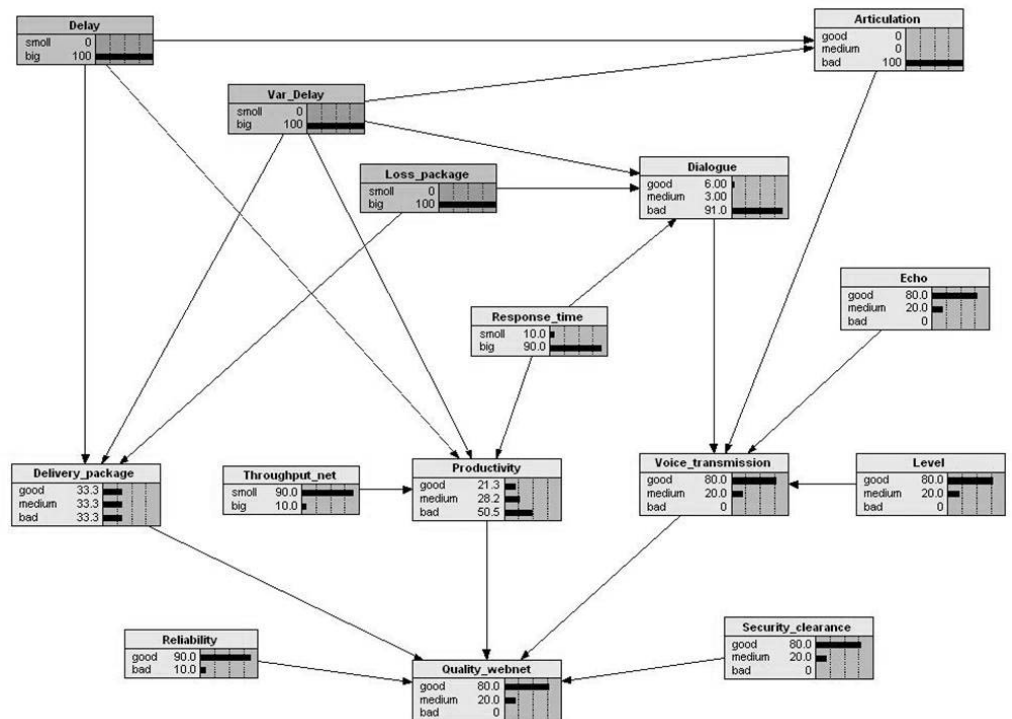 Delay
smoll 0
big 100
Articulation
good 0
medium 0
bad 100
Var_Delay
smoll 0
big 100
Loss_package
smoll 0
big 100
Dialogue
good 6.00
medium 3.00
bad 91.0
Echo
good 80.0
medium 20.0
bad 0
Response_time
smoll 10.0
big 90.0
Delivery_package
good 33.3
medium 33.3
bad 33.3
Throughput_net
smoll 90.0
big 10.0
Productivity
good 21.3
medium 28.2
bad 50.5
Voice_transmission
good 80.0
medium 20.0
bad 0
Level
good 80.0
medium 20.0
bad 0
Reliability
good 90.0
bad 10.0
Quality_webnet
good 80.0
medium 20.0
bad 0
Security_clearance
good 80.0
medium 20.0
bad 0